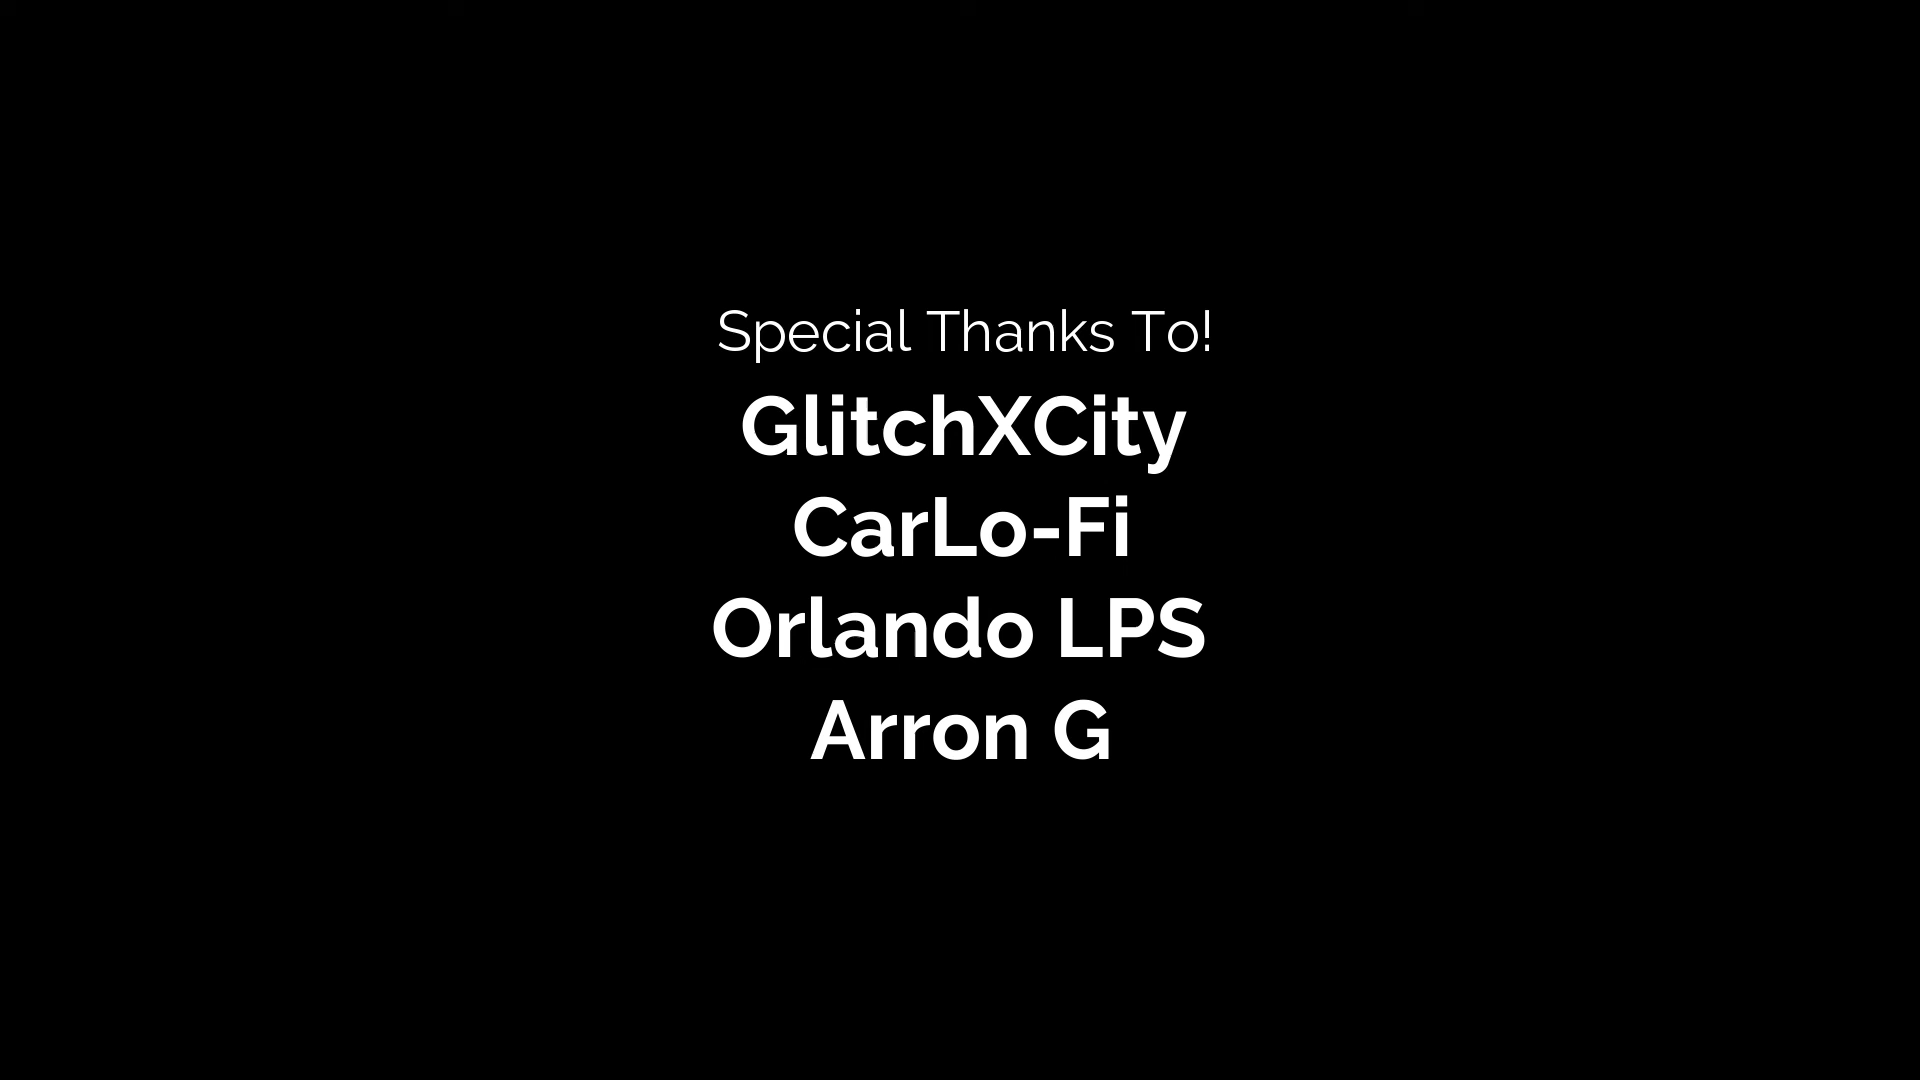 Special Thanks To!
GlitchXCity
CarLo-Fi
Orlando LPS
Arron G